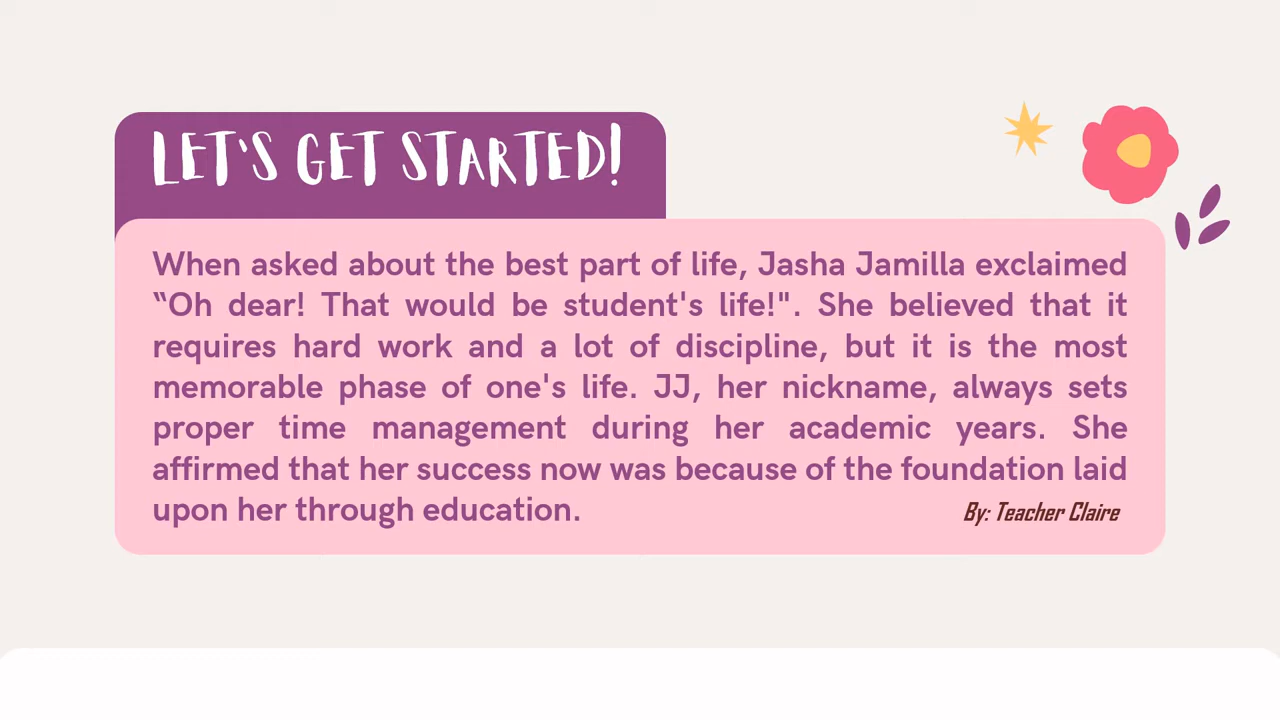 LET'S GET STARTED!
When asked about the best part of life, Jasha Jamilla exclaimed
“Oh dear! That would be student's life!". She believed that it
requires hard work and a lot of discipline, but it is the most
memorable phase of one's life. JJ, her nickname, always sets
proper time management during her academic years. She
affirmed that her success now was because of the foundation laid
upon her through education.
By: Teacher Claire